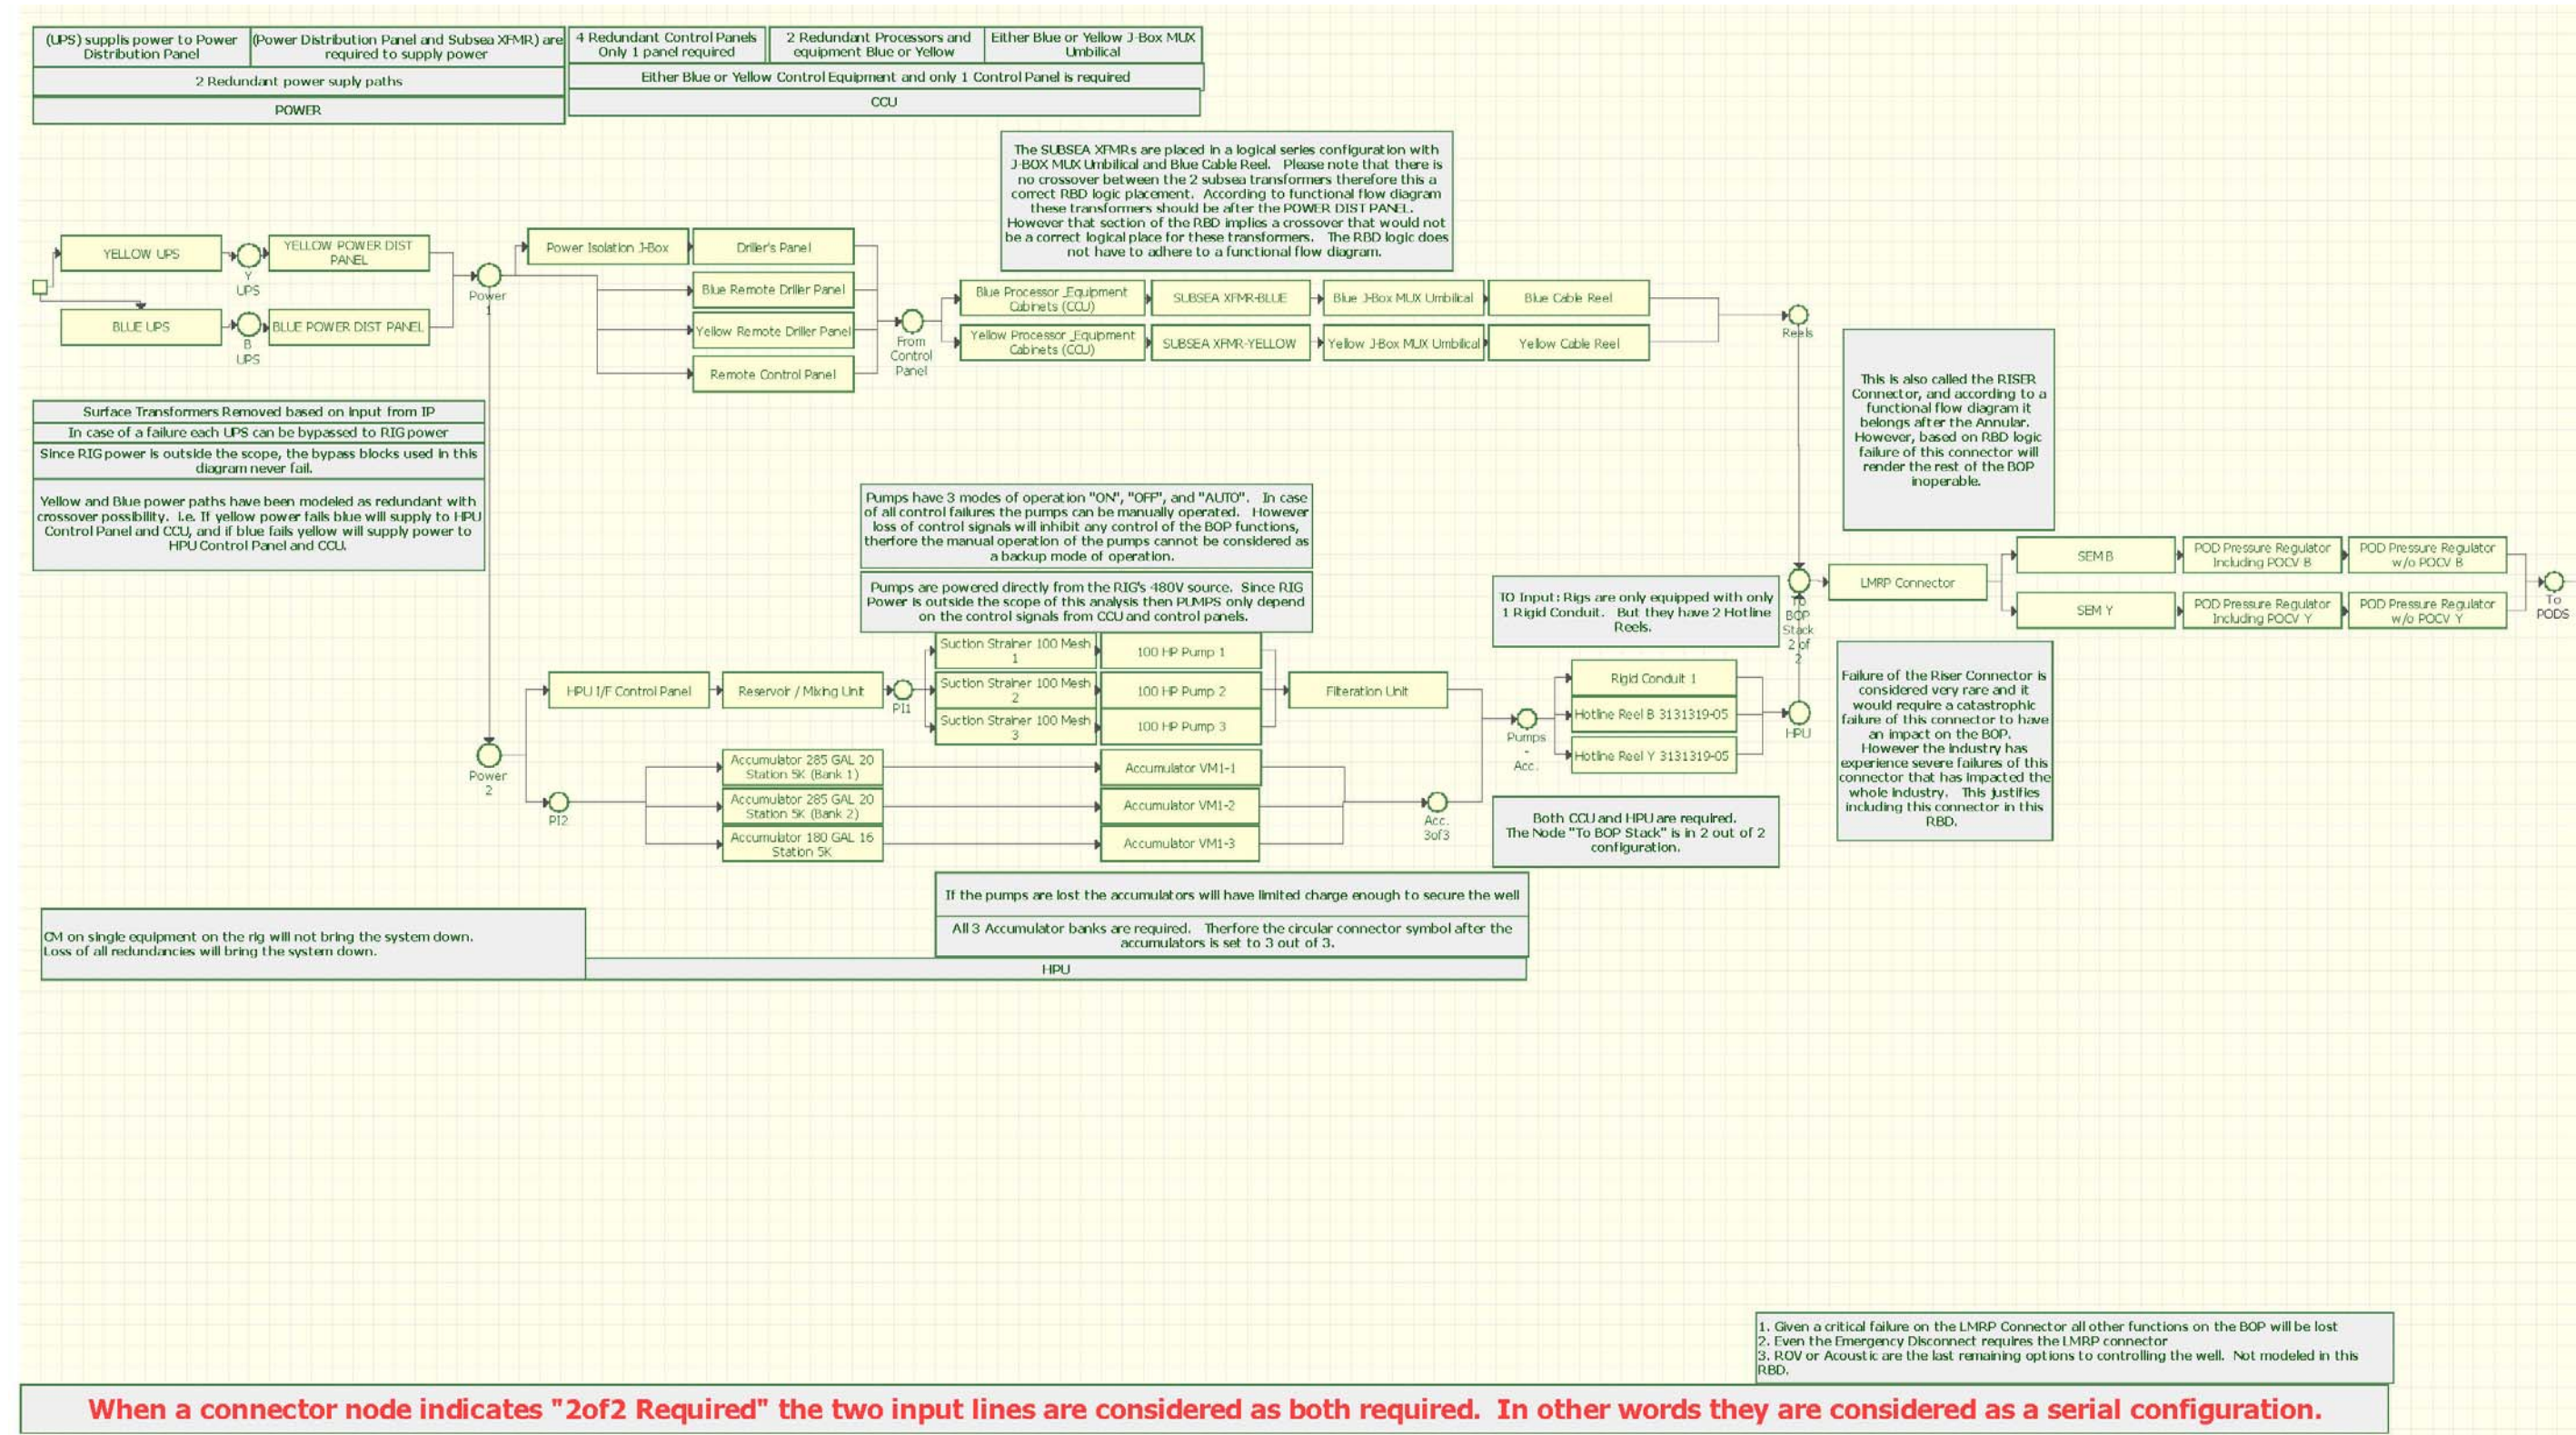 (UPS) supplis power to Power
Distribution Panel
(Power Distribution Panel and Subsea XFMR) are
required to supply power
2 Redundant power suply paths
POWER
4 Redundant Control Panels
Only 1 panel required
2 Redundant Processors and
equipment Blue or Yellow
Either Blue or Yellow J-Box MUX
Umbilical
Either Blue or Yellow Control Equipment and only 1 Control Panel is required
CCU
The SUBSEA XFMRs are placed in a logical series configuration with
J-BOX MUX Umbilical and Blue Cable Reel. Please note that there is
no crossover between the 2 subsea transformers therefore this a
correct RBD logic placement. According to functional flow diagram
these transformers should be after the POWER DIST PANEL.
However that section of the RBD implies a crossover that would not
be a correct logical place for these transformers. The RBD logic does
not have to adhere to a functional flow diagram.
YELLOW UPS
Y
UPS
YELLOW POWER DIST
PANEL
BLUE UPS
B
UPS
BLUE POWER DIST PANEL
Power
1
Power Isolation J-Box
Driller's Panel
Blue Remote Driller Panel
Yellow Remote Driller Panel
Remote Control Panel
From
Control
Panel
Blue Processor _Equipment
Cabinets (CCU)
SUBSEA XFMR-BLUE
Blue J-Box MUX Umbilical
Blue Cable Reel
Yellow Processor _Equipment
Cabinets (CCU)
SUBSEA XFMR-YELLOW
Yellow J-Box MUX Umbilical
Yellow Cable Reel
Reels
This is also called the RISER
Connector, and according to a
functional flow diagram it
belongs after the Annular.
However, based on RBD logic
failure of this connector will
render the rest of the BOP
inoperable.
Surface Transformers Removed based on input from IP
In case of a failure each UPS can be bypassed to RIG power
Since RIG power is outside the scope, the bypass blocks used in this
diagram never fail.
Yellow and Blue power paths have been modeled as redundant with
crossover possibility. i.e. If yellow power fails blue will supply to HPU
Control Panel and CCU, and if blue fails yellow will supply power to
HPU Control Panel and CCU.
Pumps have 3 modes of operation "ON", "OFF", and "AUTO". In case
of all control failures the pumps can be manually operated. However
loss of control signals will inhibit any control of the BOP functions,
therfore the manual operation of the pumps cannot be considered as
a backup mode of operation.
Pumps are powered directly from the RIG's 480V source. Since RIG
Power is outside the scope of this analysis then PUMPS only depend
on the control signals from CCU and control panels.
TO Input: Rigs are only equipped with only
1 Rigid Conduit. But they have 2 Hotline
Reels.
To
BOP
Stack
2 of
2
LMRP Connector
SEM B
POD Pressure Regulator
Including POCV B
POD Pressure Regulator
w/o POCV B
SEM Y
POD Pressure Regulator
Including POCV Y
POD Pressure Regulator
w/o POCV Y
To
PODS
Power
2
HPU I/F Control Panel
Reservoir / Mixing Unit
PI1
Suction Strainer 100 Mesh
1
100 HP Pump 1
Suction Strainer 100 Mesh
2
100 HP Pump 2
Suction Strainer 100 Mesh
3
100 HP Pump 3
Filteration Unit
PI2
Accumulator 285 GAL 20
Station 5K (Bank 1)
Accumulator VM1-1
Accumulator 285 GAL 20
Station 5K (Bank 2)
Accumulator VM1-2
Accumulator 180 GAL 16
Station 5K
Accumulator VM1-3
Acc.
3of3
Pumps
-
Acc.
Rigid Conduit 1
Hotline Reel B 3131319-05
Hotline Reel Y 3131319-05
HPU
Failure of the Riser Connector is
considered very rare and it
would require a catastrophic
failure of this connector to have
an impact on the BOP.
However the industry has
experience severe failures of this
connector that has impacted the
whole industry. This justifies
including this connector in this
RBD.
Both CCU and HPU are required.
The Node "To BOP Stack" is in 2 out of 2
configuration.
If the pumps are lost the accumulators will have limited charge enough to secure the well
All 3 Accumulator banks are required. Therfore the circular connector symbol after the
accumulators is set to 3 out of 3.
HPU
CM on single equipment on the rig will not bring the system down.
Loss of all redundancies will bring the system down.
1. Given a critical failure on the LMRP Connector all other functions on the BOP will be lost
2. Even the Emergency Disconnect requires the LMRP connector
3. ROV or Acoustic are the last remaining options to controlling the well. Not modeled in this
RBD.
When a connector node indicates "2of2 Required" the two input lines are considered as both required. In other words they are considered as a serial configuration.